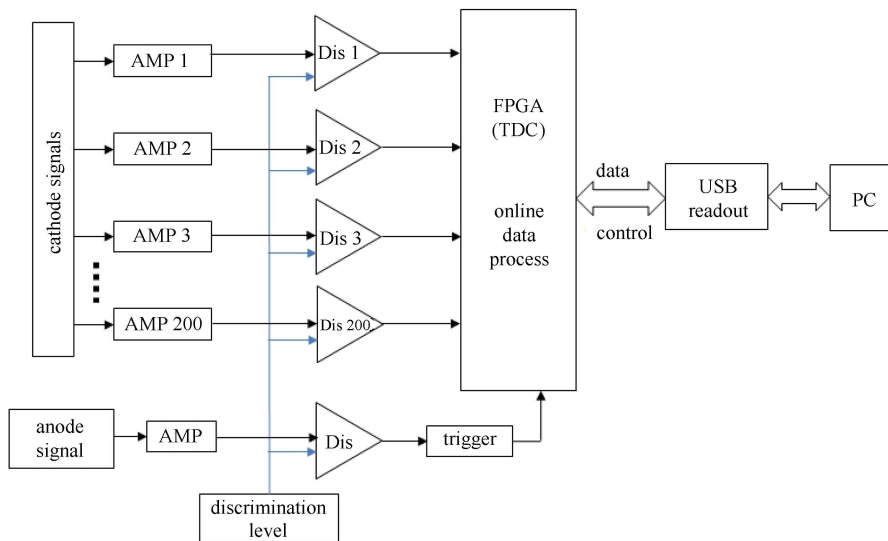 cathode signals
AMP 1
Dis 1
AMP 2
Dis 2
AMP 3
Dis 3
AMP 200
Dis 200
FPGA
(TDC)
online
data
process
data
control
USB
readout
PC
anode
signal
AMP
Dis
trigger
discrimination
level